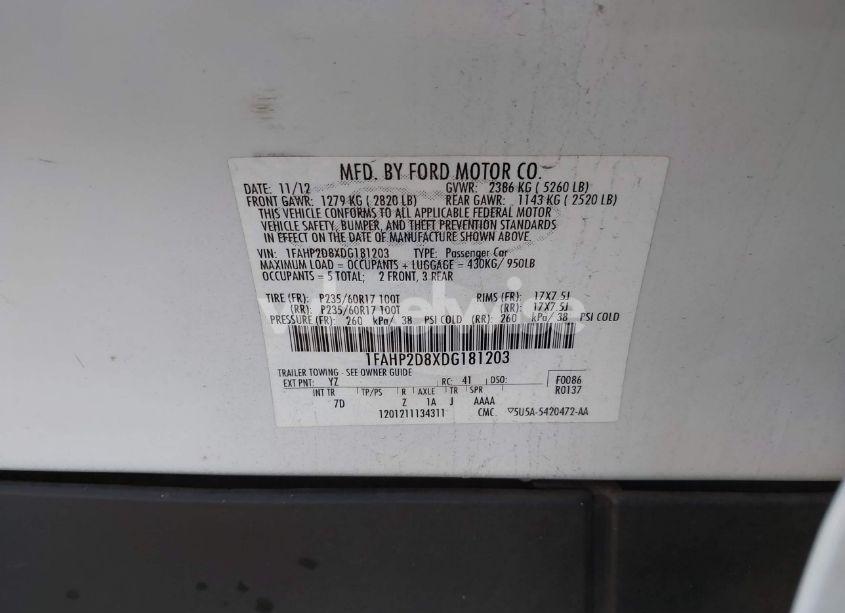 MFD. BY FORD MOTOR CO.
DATE: 11/12 GVWR: 2386 KG ( 5260 LB)
FRONT GAWR: 1279 KG ( 2820 LB) REAR GAWR: 1143 KG ( 2520 LB)
THIS VEHICLE CONFORMS TO ALL APPLICABLE FEDERAL MOTOR
VEHICLE SAFETY, BUMPER, AND THEFT PREVENTION STANDARDS
IN EFFECT ON THE DATE OF MANUFACTURE SHOWN ABOVE.
VIN: 1FAHP2D8XDG181203 TYPE: Passenger Car
MAXIMUM LOAD = OCCUPANTS + LUGGAGE = 430KG/ 950LB
OCCUPANTS = 5 TOTAL; 2 FRONT, 3 REAR
TIRE (FR): P235/60R17 100T RIMS (FR): 17X7.5J
(RR): P235/60R17 100T (RR): 17X7.5J
PRESSURE (FR): 260 kPa/ 38 PSI COLD (RR): 260 kPa/ 38 PSI COLD
1FAHP2D8XDG181203
TRAILER TOWING - SEE OWNER GUIDE
EXT PNT: YZ RC: 41 DSO: F0086
R0137
INT TR TP/PS R AXLE TR SPR
7D Z 1A J AAAA
1201211134311 CMC ▽5U5A-5420472-AA